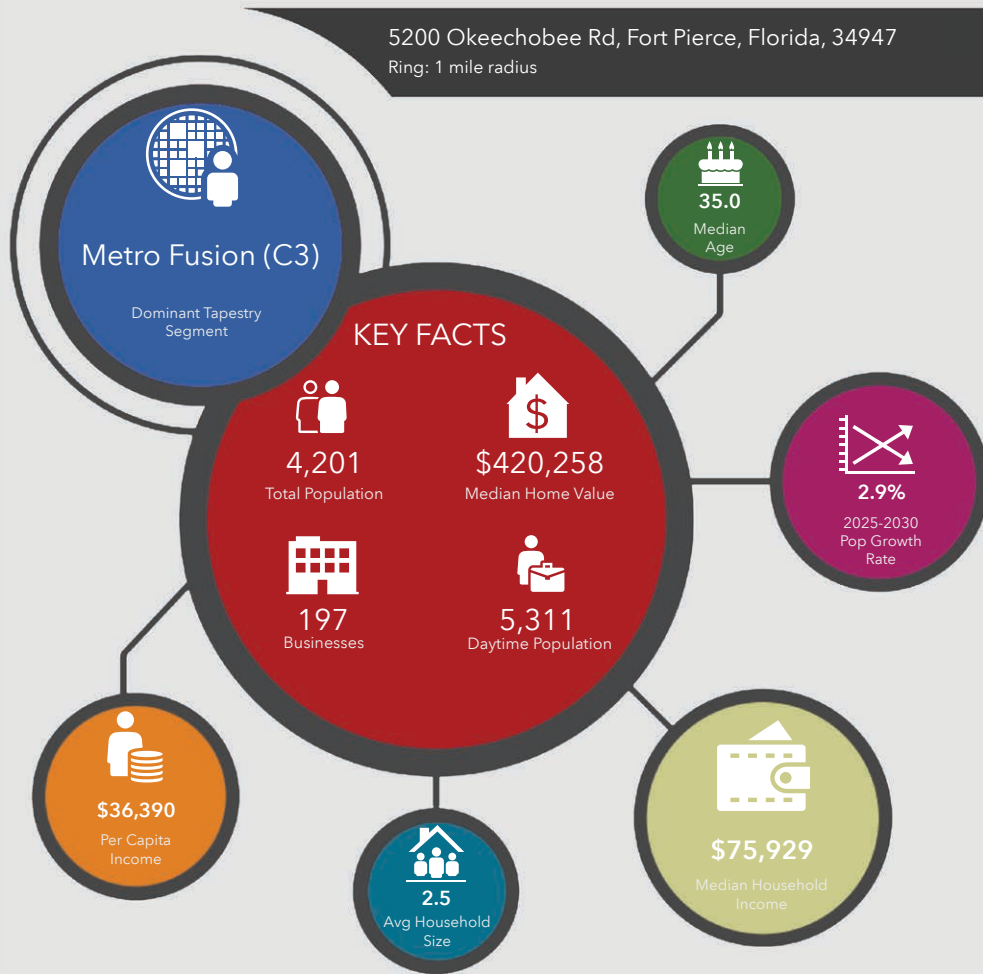 5200 Okeechobee Rd, Fort Pierce, Florida, 34947
Ring: 1 mile radius
Metro Fusion (C3)
Dominant Tapestry
Segment
KEY FACTS
4,201
Total Population
$
$420,258
Median Home Value
197
Businesses
5,311
Daytime Population
35.0
Median
Age
2.9%
2025-2030
Pop Growth
Rate
$36,390
Per Capita
Income
2.5
Avg Household
Size
$75,929
Median Household
Income